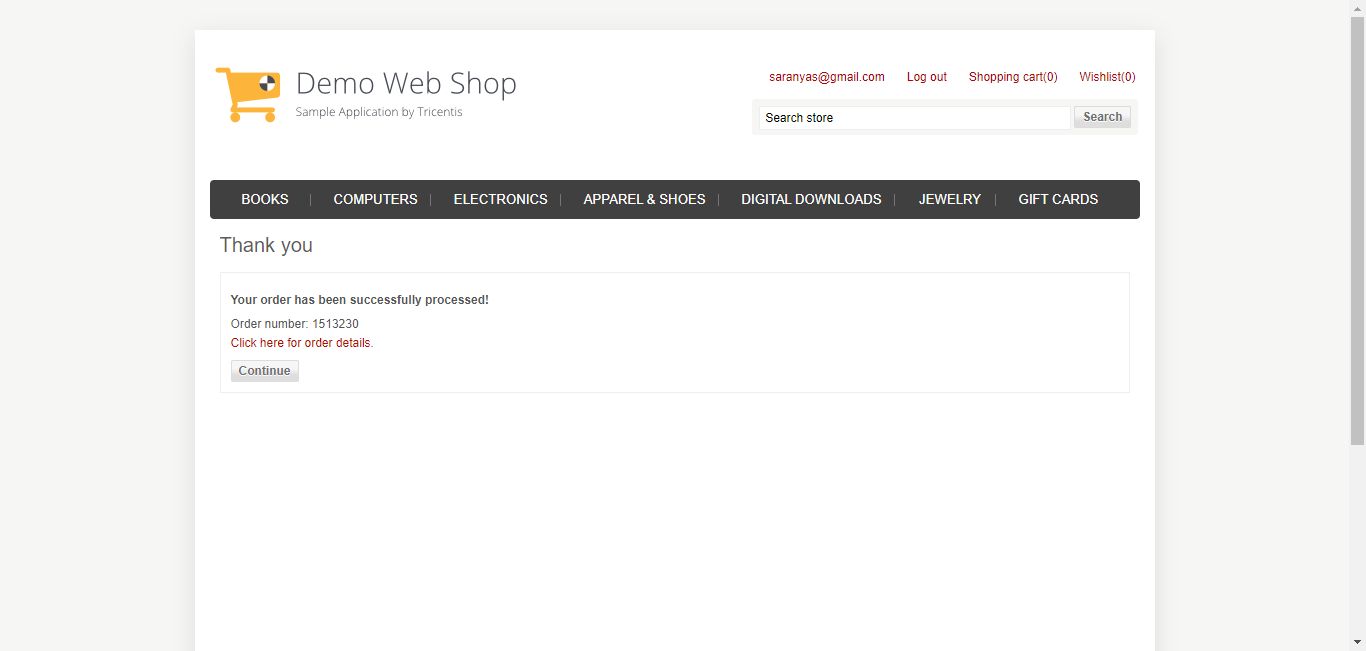 Demo Web Shop
Sample Application by Tricentis
saranyas@gmail.com Log out Shopping cart(0) Wishlist(0)
Search store Search
BOOKS | COMPUTERS | ELECTRONICS | APPAREL & SHOES | DIGITAL DOWNLOADS | JEWELRY | GIFT CARDS
Thank you
Your order has been successfully processed!
Order number: 1513230
Click here for order details.
Continue